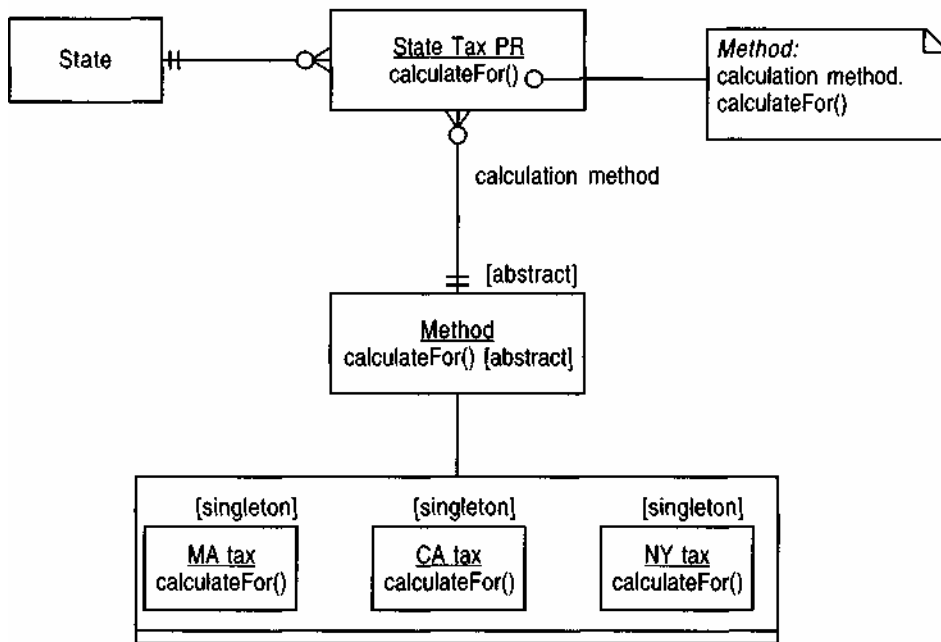 State
State Tax PR
calculateFor()
Method:
calculation method.
calculateFor()
calculation method
[abstract]
Method
calculateFor() [abstract]
[singleton]
MA tax
calculateFor()
[singleton]
CA tax
calculateFor()
[singleton]
NY tax
calculateFor()